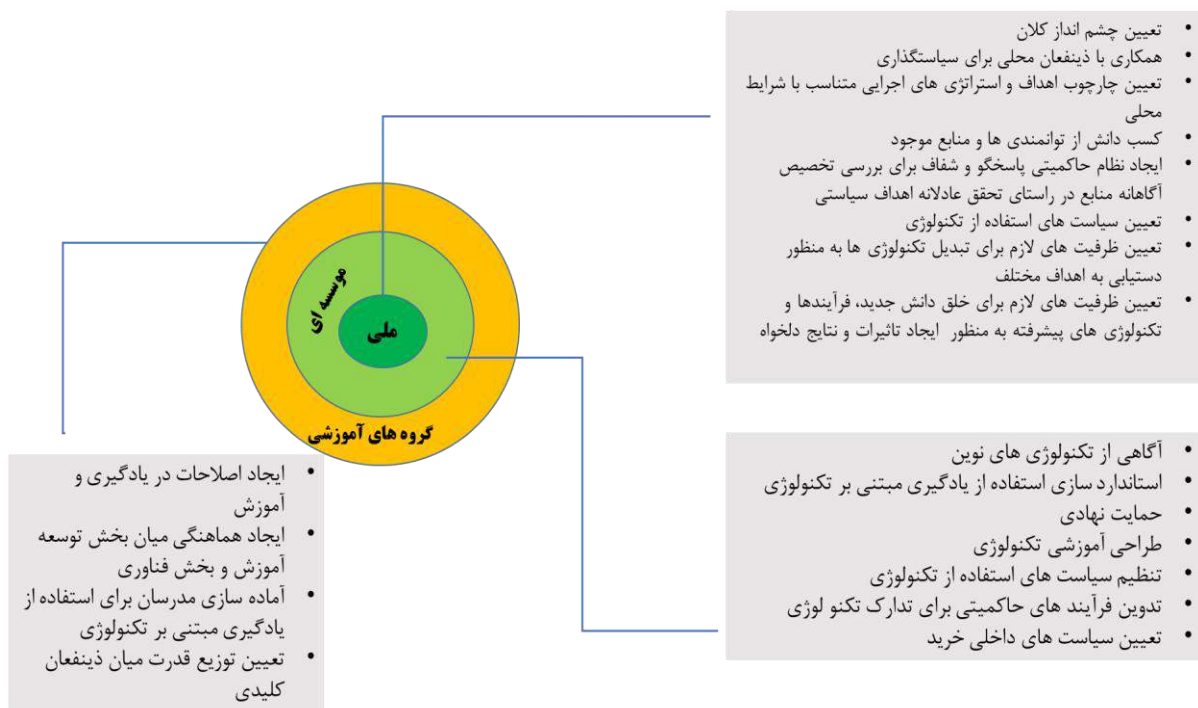 • تعیین چشم انداز کلان
• همکاری با ذینفعان محلی برای سیاستگذاری
• تعیین چارچوب اهداف و استراتژی های اجرایی متناسب با شرایط
محلی
• کسب دانش از توانمندی ها و منابع موجود
• ایجاد نظام حاکمیتی پاسخگو و شفاف برای بررسی تخصیص
آگاهانه منابع در راستای تحقق عادلانه اهداف سیاستی
• تعیین سیاست های استفاده از تکنولوژی
• تعیین ظرفیت های لازم برای تبدیل تکنولوژی ها به منظور
دستیابی به اهداف مختلف
• تعیین ظرفیت های لازم برای خلق دانش جدید، فرآیندها و
تکنولوژی های پیشرفته به منظور ایجاد تاثیرات و نتایج دلخواه
موسسه ای
ملی
گروه های آموزشی
• آگاهی از تکنولوژی های نوین
• استاندارد سازی استفاده از یادگیری مبتنی بر تکنولوژی
• حمایت نهادی
• طراحی آموزشی تکنولوژی
• تنظیم سیاست های استفاده از تکنولوژی
• تدوین فرآیند های حاکمیتی برای تدارک تکنو لوژی
• تعیین سیاست های داخلی خرید
• ایجاد اصلاحات در یادگیری و
آموزش
• ایجاد هماهنگی میان بخش توسعه
آموزش و بخش فناوری
• آماده سازی مدرسان برای استفاده از
یادگیری مبتنی بر تکنولوژی
• تعیین توزیع قدرت میان ذینفعان
کلیدی